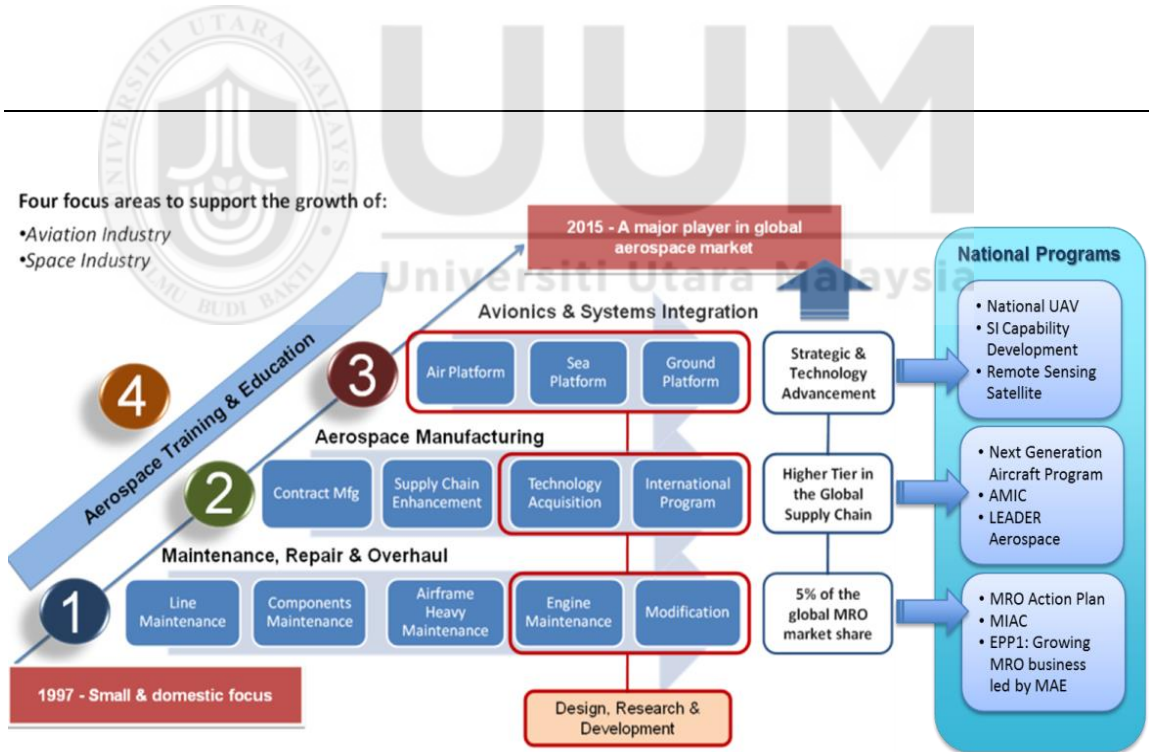 UNIVERSITI UTARA MALAYSIA
ILMU BUDI BAKTI
UUM
Universiti Utara Malaysia
Four focus areas to support the growth of:
•Aviation Industry
•Space Industry
2015 - A major player in global
aerospace market
4
Aerospace Training & Education
3
Avionics & Systems Integration
Air Platform
Sea
Platform
Ground
Platform
2
Aerospace Manufacturing
Contract Mfg
Supply Chain
Enhancement
Technology
Acquisition
International
Program
1
Maintenance, Repair & Overhaul
Line
Maintenance
Components
Maintenance
Airframe
Heavy
Maintenance
Engine
Maintenance
Modification
1997 - Small & domestic focus
Design, Research &
Development
Strategic &
Technology
Advancement
Higher Tier in
the Global
Supply Chain
5% of the
global MRO
market share
National Programs
• National UAV
• SI Capability
Development
• Remote Sensing
Satellite
• Next Generation
Aircraft Program
• AMIC
• LEADER
Aerospace
• MRO Action Plan
• MIAC
• EPP1: Growing
MRO business
led by MAE